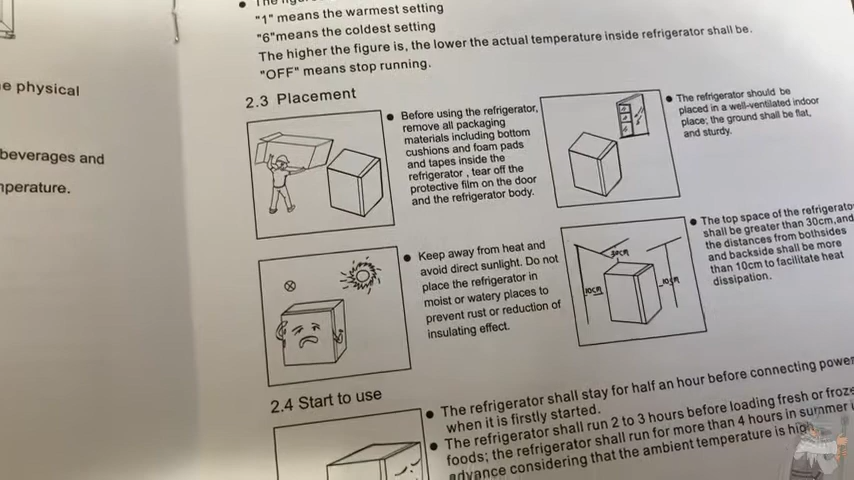 e physical
beverages and
nperature.
The figure
"1" means the warmest setting
"6"means the coldest setting
The higher the figure is, the lower the actual temperature inside refrigerator shall be.
"OFF" means stop running.
2.3 Placement
Before using the refrigerator,
remove all packaging
materials including bottom
cushions and foam pads
and tapes inside the
refrigerator , tear off the
protective film on the door
and the refrigerator body.
The refrigerator should be
placed in a well-ventilated indoor
place; the ground shall be flat,
and sturdy.
Keep away from heat and
avoid direct sunlight. Do not
place the refrigerator in
moist or watery places to
prevent rust or reduction of
insulating effect.
30cm
10cm
10cm
The top space of the refrigerato
shall be greater than 30cm,and
the distances from bothsides
and backside shall be more
than 10cm to facilitate heat
dissipation.
2.4 Start to use
The refrigerator shall stay for half an hour before connecting power
when it is firstly started.
The refrigerator shall run 2 to 3 hours before loading fresh or froze
foods; the refrigerator shall run for more than 4 hours in summer i
advance considering that the ambient temperature is high